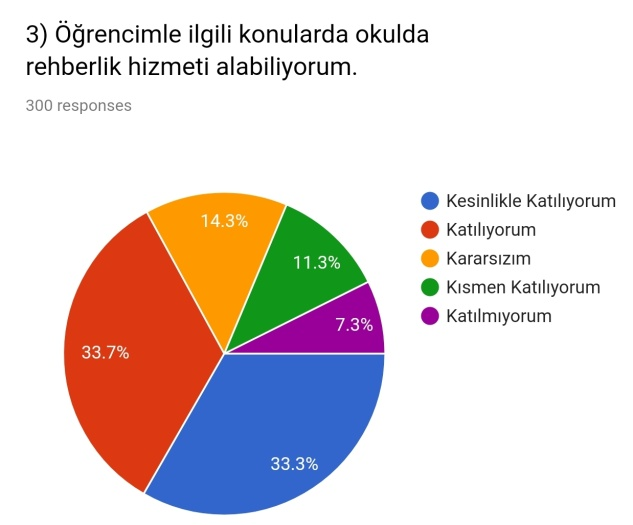 3) Öğrencimle ilgili konularda okulda
rehberlik hizmeti alabiliyorum.
300 responses
14.3%
11.3%
7.3%
33.7%
33.3%
Kesinlikle Katılıyorum
Katılıyorum
Kararsızım
Kısmen Katılıyorum
Katılmıyorum